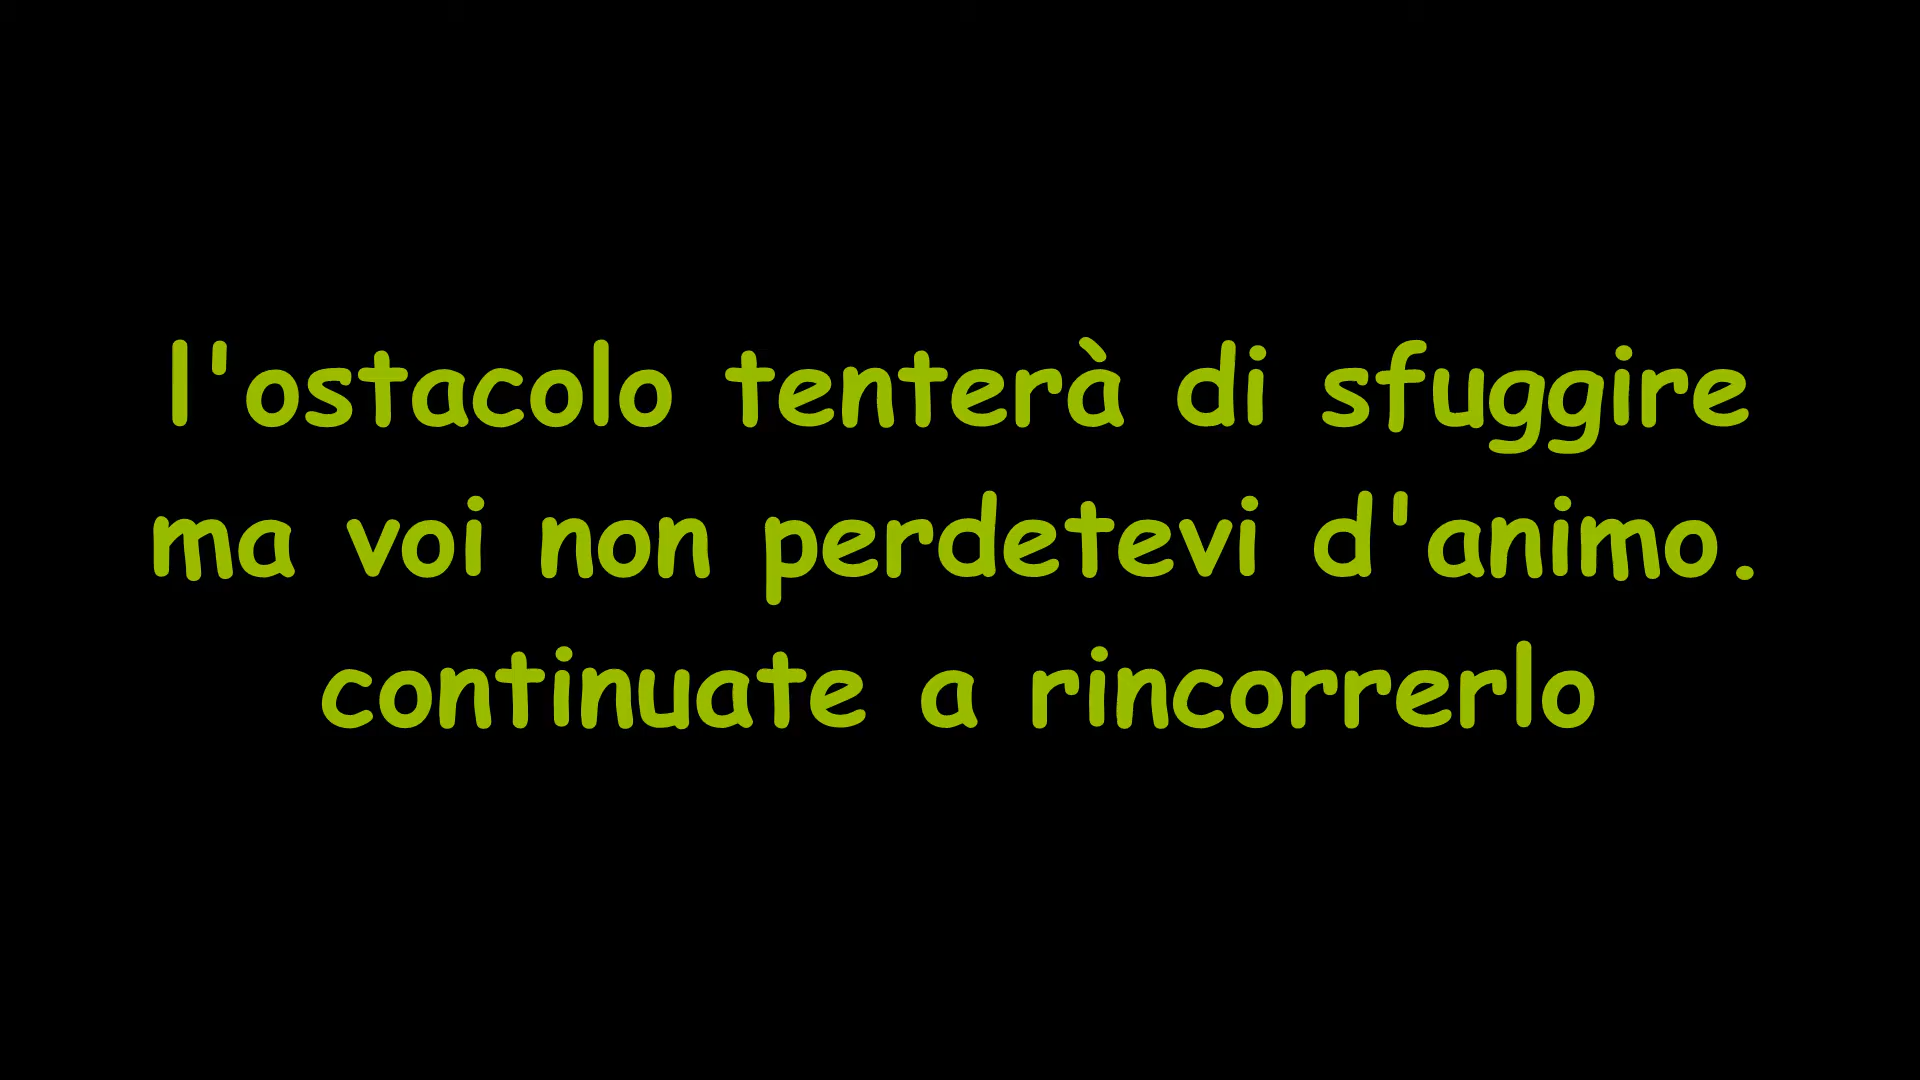 l'ostacolo tenterà di sfuggire
ma voi non perdetevi d'animo.
continuate a rincorrerlo